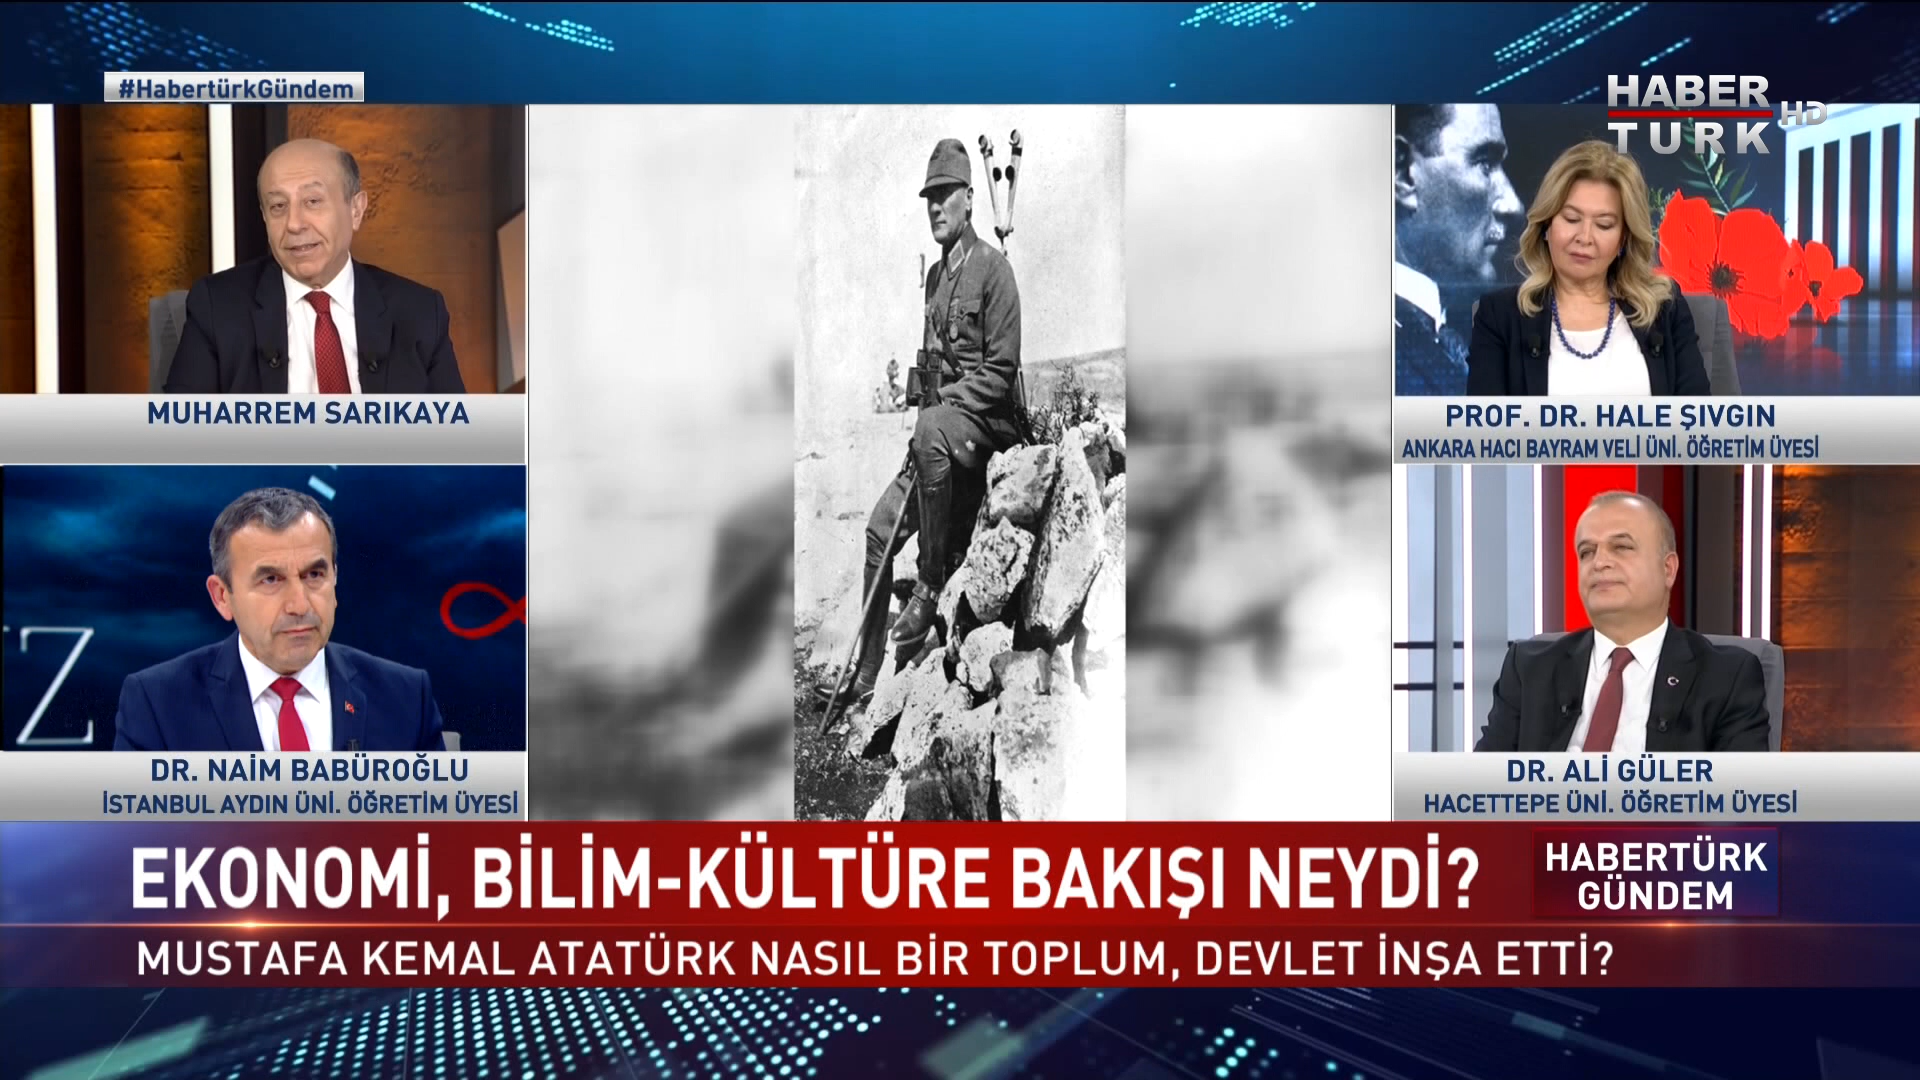 #HabertürkGündem
HABER
TURK HD
MUHARREM SARIKAYA
PROF. DR. HALE ŞIVGIN
ANKARA HACI BAYRAM VELİ ÜNİ. ÖĞRETİM ÜYESİ
Z
DR. NAİM BABÜROĞLU
İSTANBUL AYDIN ÜNİ. ÖĞRETİM ÜYESİ
DR. ALİ GÜLER
HACETTEPE ÜNİ. ÖĞRETİM ÜYESİ
EKONOMİ, BİLİM-KÜLTÜRE BAKIŞI NEYDİ?
HABERTÜRK
GÜNDEM
MUSTAFA KEMAL ATATÜRK NASIL BİR TOPLUM, DEVLET İNŞA ETTİ?